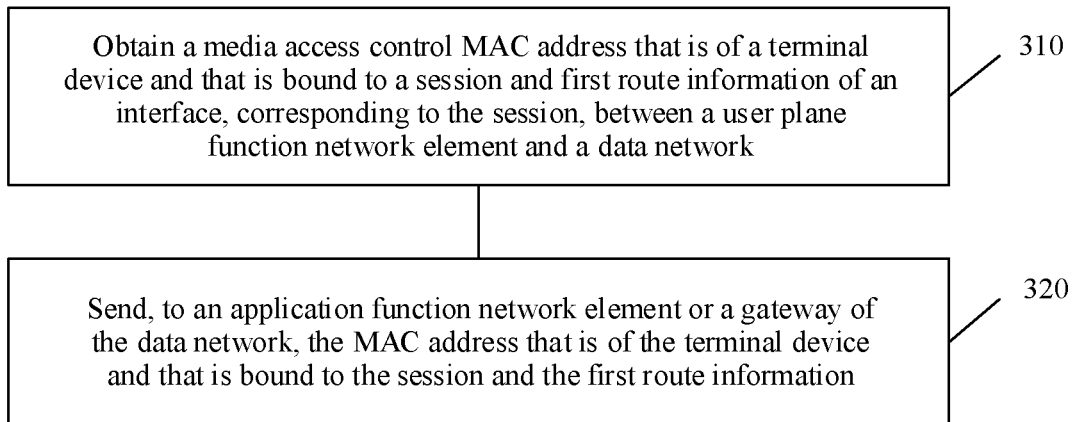 Obtain a media access control MAC address that is of a terminal
device and that is bound to a session and first route information of an
interface, corresponding to the session, between a user plane
function network element and a data network
310
Send, to an application function network element or a gateway of
the data network, the MAC address that is of the terminal device
and that is bound to the session and the first route information
320